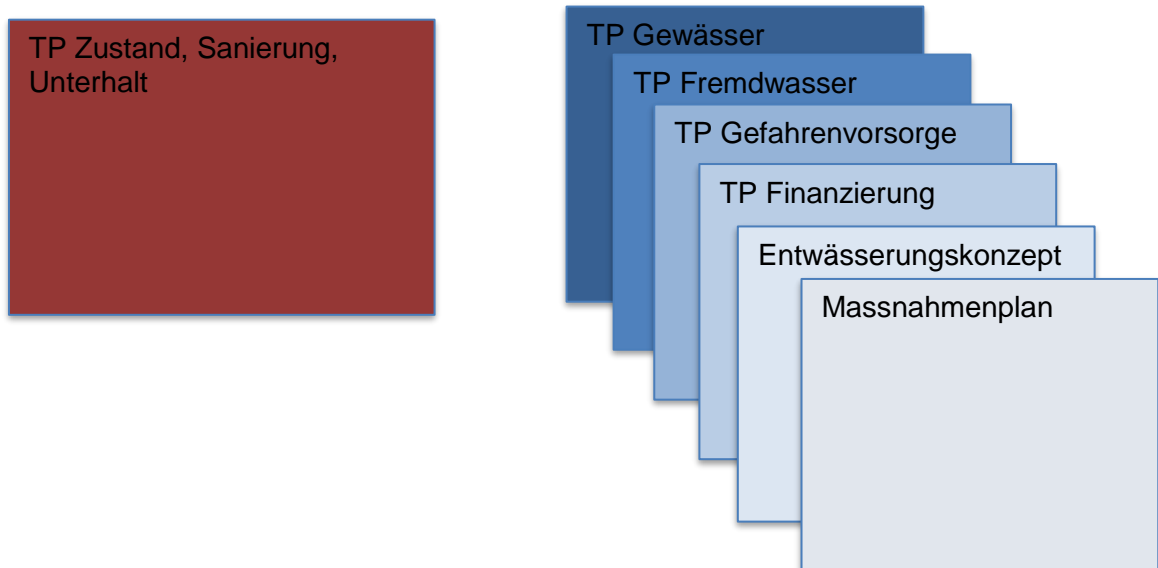 TP Zustand, Sanierung,
Unterhalt
TP Gewässer
TP Fremdwasser
TP Gefahrenvorsorge
TP Finanzierung
Entwässerungskonzept
Massnahmenplan